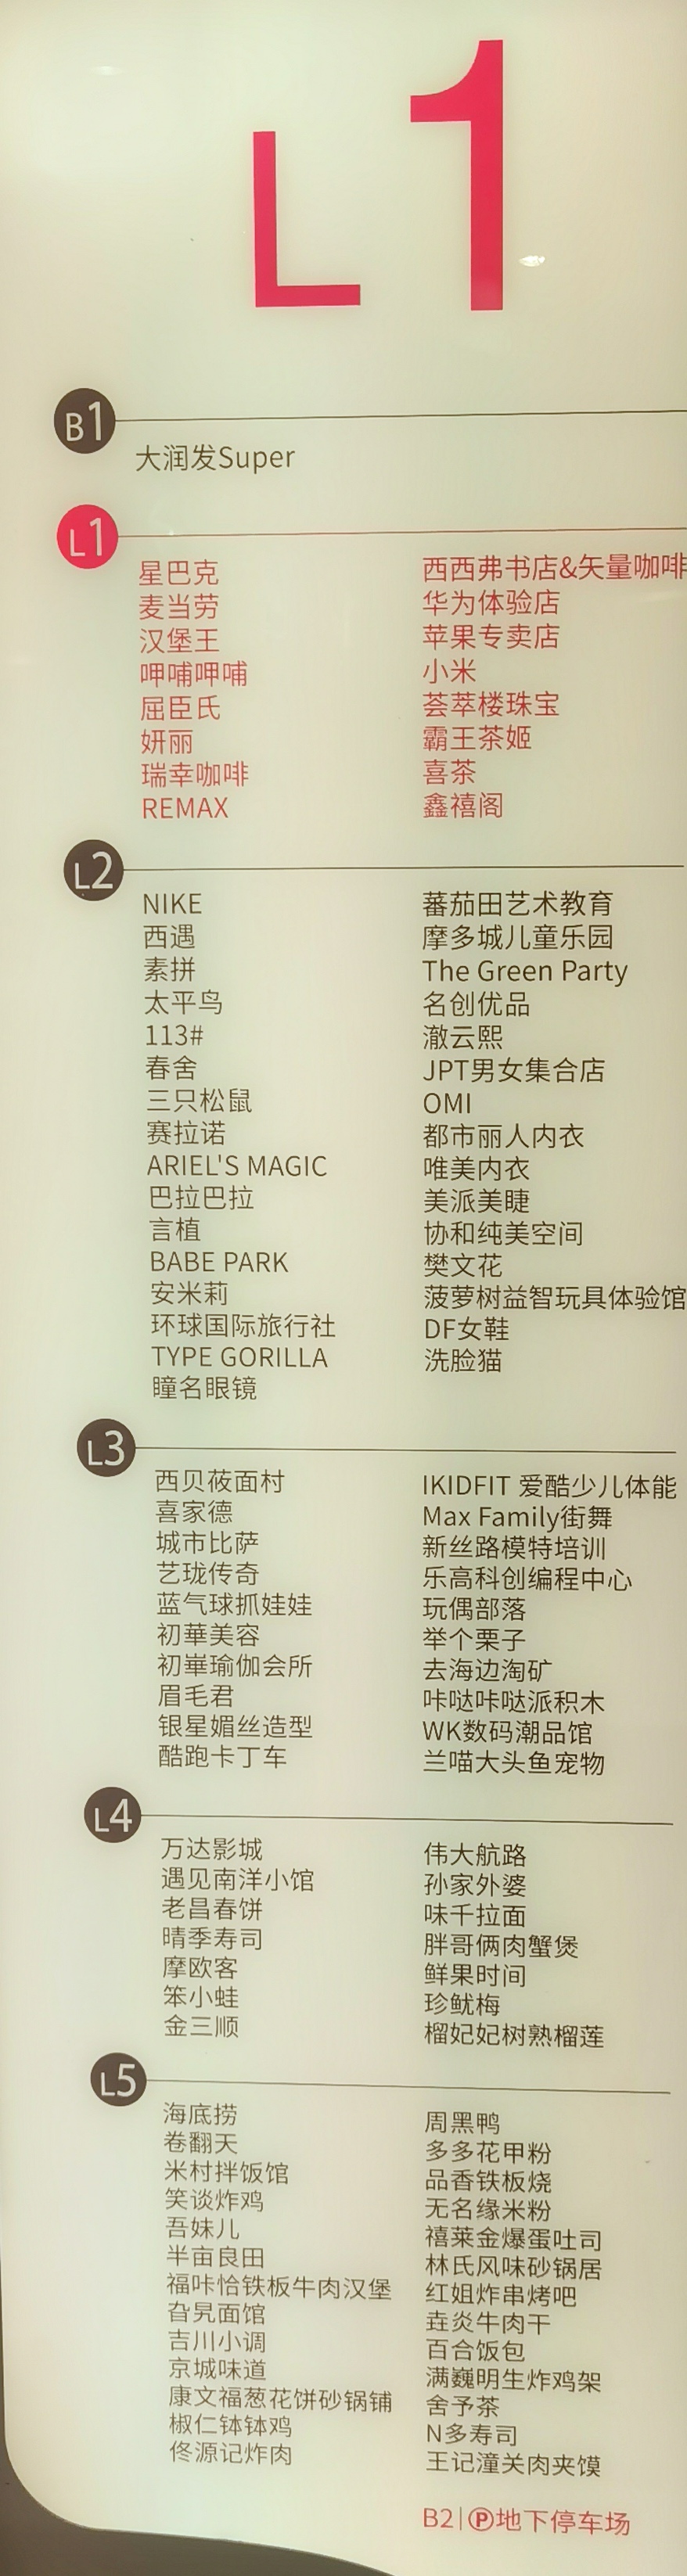 L1
B1
大润发Super
L1
星巴克
麦当劳
汉堡王
呷哺呷哺
屈臣氏
妍丽
瑞幸咖啡
REMAX
西西弗书店&矢量咖啡
华为体验店
苹果专卖店
小米
荟萃楼珠宝
霸王茶姬
喜茶
鑫禧阁
L2
NIKE
西遇
素拼
太平鸟
113#
春舍
三只松鼠
赛拉诺
ARIEL'S MAGIC
巴拉巴拉
言植
BABE PARK
安米莉
环球国际旅行社
TYPE GORILLA
瞳名眼镜
蕃茄田艺术教育
摩多城儿童乐园
The Green Party
名创优品
澈云熙
JPT男女集合店
OMI
都市丽人内衣
唯美内衣
美派美睫
协和纯美空间
樊文花
菠萝树益智玩具体验馆
DF女鞋
洗脸猫
L3
西贝莜面村
喜家德
城市比萨
艺珑传奇
蓝气球抓娃娃
初華美容
初崋瑜伽会所
眉毛君
银星媚丝造型
酷跑卡丁车
IKIDFIT 爱酷少儿体能
Max Family街舞
新丝路模特培训
乐高科创编程中心
玩偶部落
举个栗子
去海边淘矿
咔哒咔哒派积木
WK数码潮品馆
兰喵大头鱼宠物
L4
万达影城
遇见南洋小馆
老昌春饼
晴季寿司
摩欧客
笨小蛙
金三顺
伟大航路
孙家外婆
味千拉面
胖哥俩肉蟹煲
鲜果时间
珍鱿梅
榴妃妃树熟榴莲
L5
海底捞
卷翻天
米村拌饭馆
笑谈炸鸡
吾妹儿
半亩良田
福咔恰铁板牛肉汉堡
旮旯面馆
吉川小调
京城味道
康文福葱花饼砂锅铺
椒仁钵钵鸡
佟源记炸肉
周黑鸭
多多花甲粉
品香铁板烧
无名缘米粉
禧莱金爆蛋吐司
林氏风味砂锅居
红姐炸串烤吧
垚炎牛肉干
百合饭包
满巍明生炸鸡架
舍予茶
N多寿司
王记潼关肉夹馍
B2|Ⓟ地下停车场